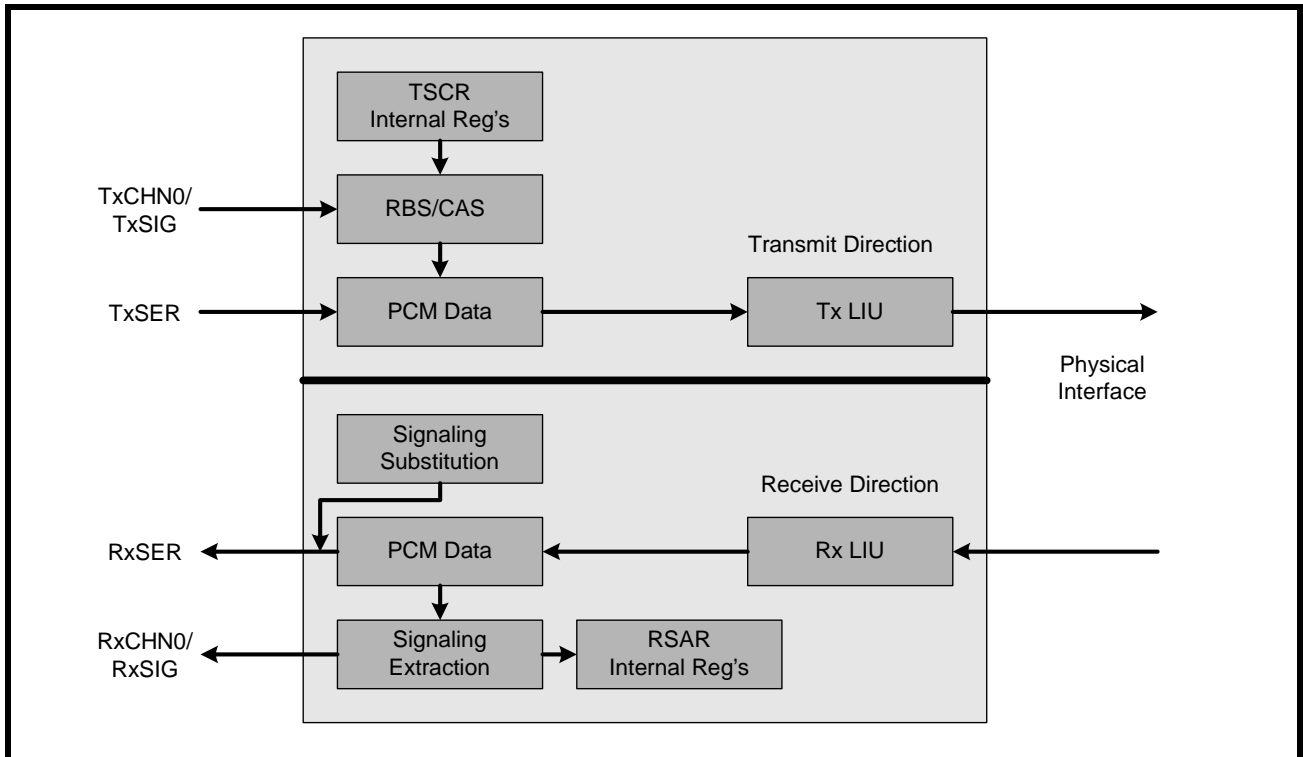 TSCR
Internal Reg's
TxCHN0/
TxSIG
RBS/CAS
Transmit Direction
TxSER
PCM Data
Tx LIU
Physical
Interface
Signaling
Substitution
Receive Direction
RxSER
PCM Data
Rx LIU
RxCHN0/
RxSIG
Signaling
Extraction
RSAR
Internal Reg's